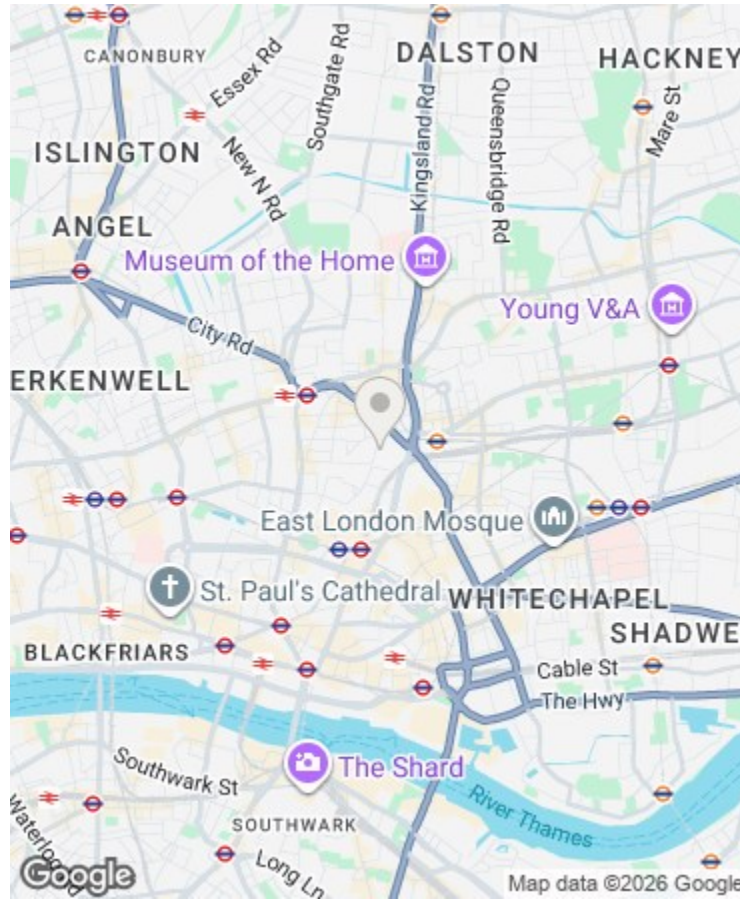 DALSTON
HACKNEY
CANONBURY
Essex Rd
Southgate Rd
Kingsland Rd
Queensbridge Rd
Mare St
ISLINGTON
New N Rd
ANGEL
Museum of the Home
Young V&A
City Rd
ERKENWELL
East London Mosque
St. Paul's Cathedral
WHITECHAPEL
SHADWE
BLACKFRIARS
Cable St
The Hwy
Southwark St
The Shard
River Thames
SOUTHWARK
Waterloo Rd
Long Ln
Google
Map data ©2026 Google